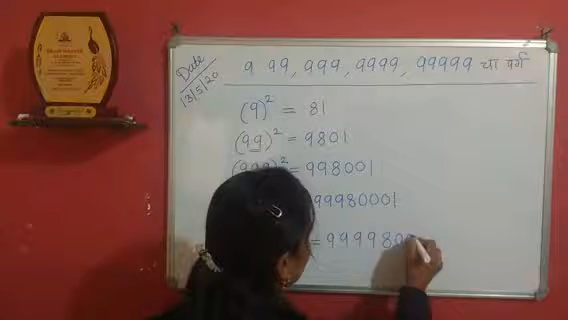 Date
13/5/20
9 99, 999, 9999, 99999 चा वर्ग
(9)² = 81
(99)² = 9801
(999)² = 998001
99980001
= 9999800